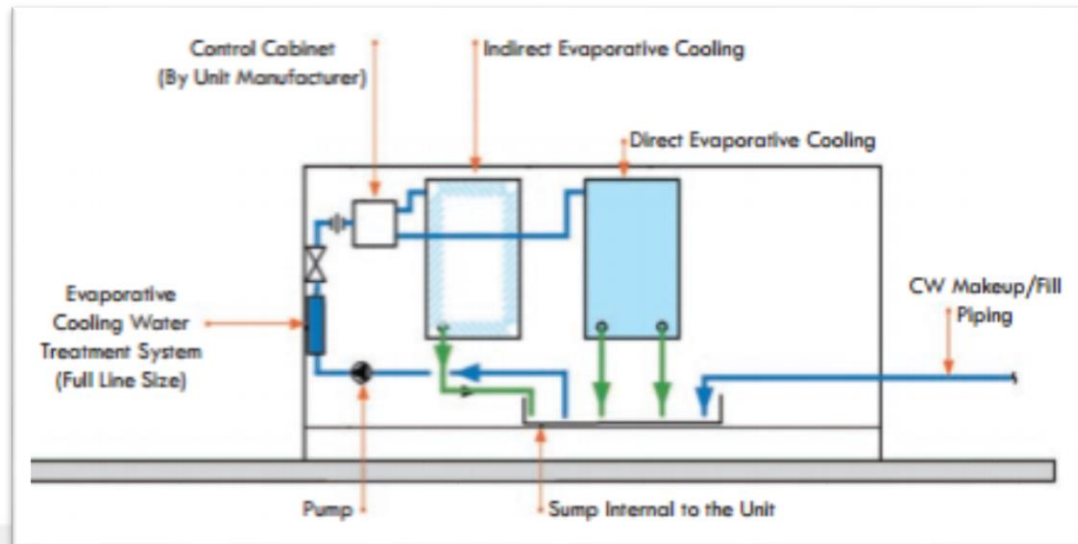 Control Cabinet
(By Unit Manufacturer)
Indirect Evaporative Cooling
Direct Evaporative Cooling
Evaporative
Cooling Water
Treatment System
(Full Line Size)
CW Makeup/Fill
Piping
Pump
Sump Internal to the Unit